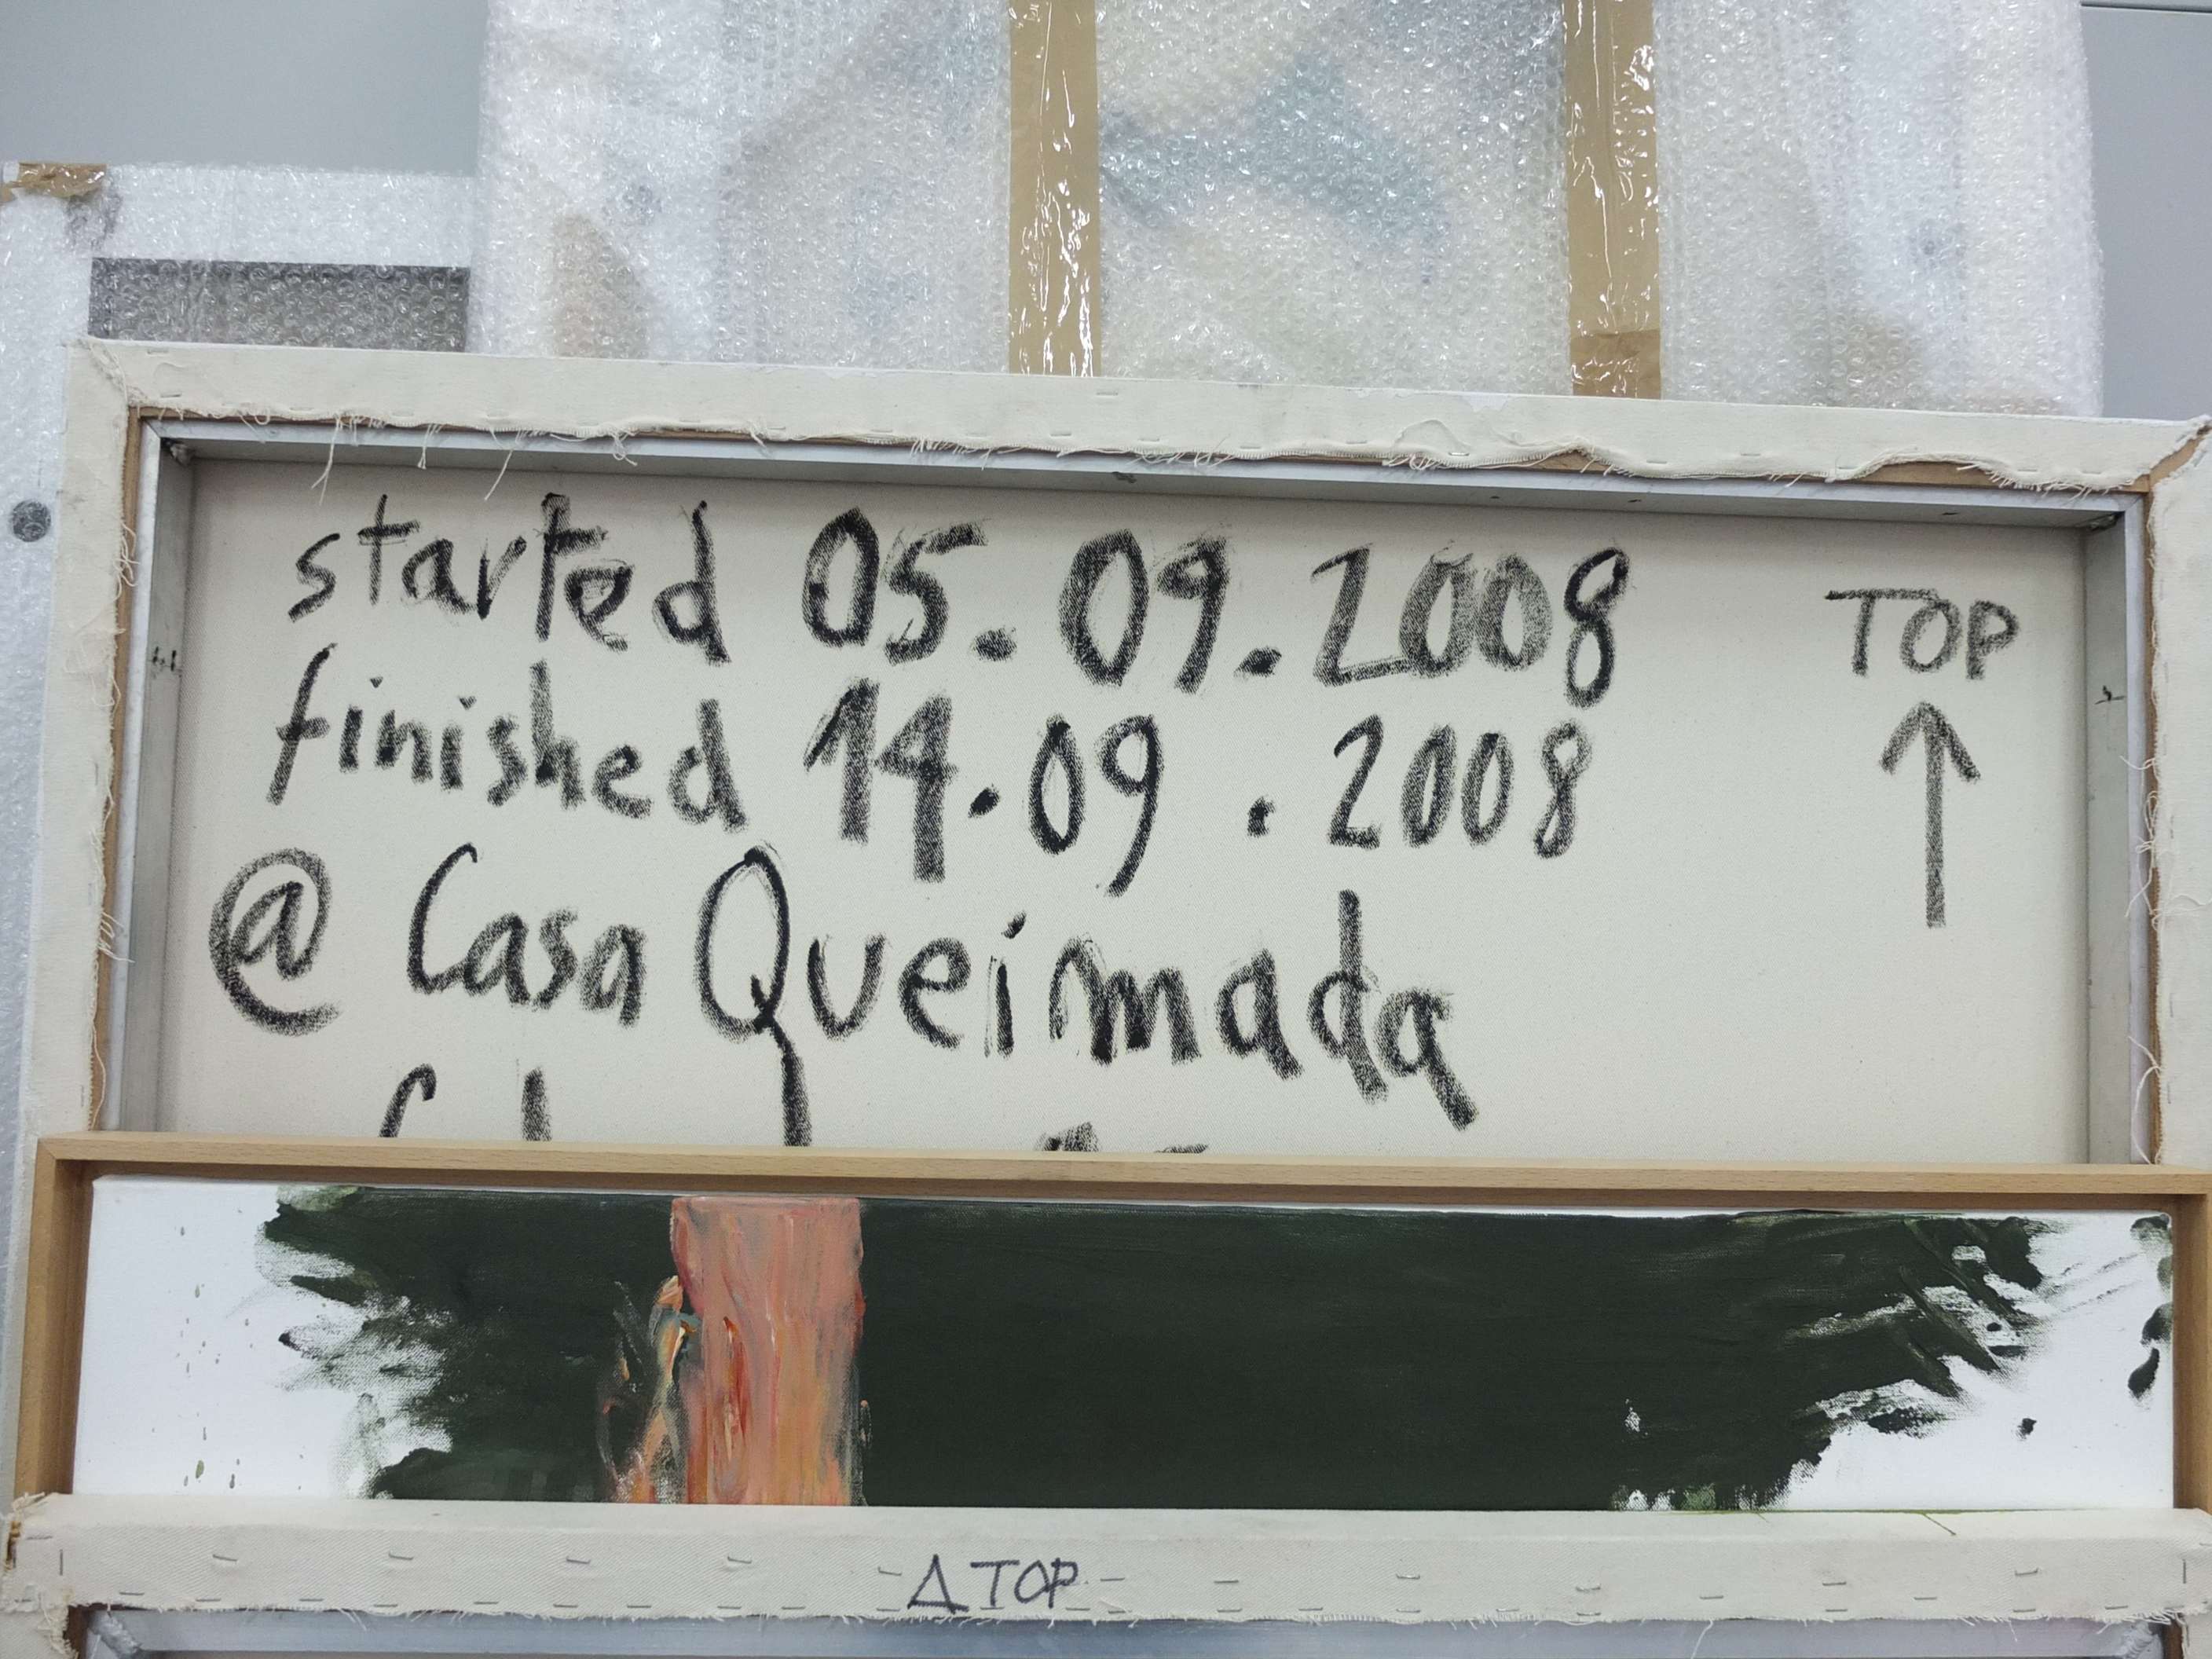 started 05.09.2008
TOP
finished 14.09.2008
@ Casa Queimada
Δ TOP